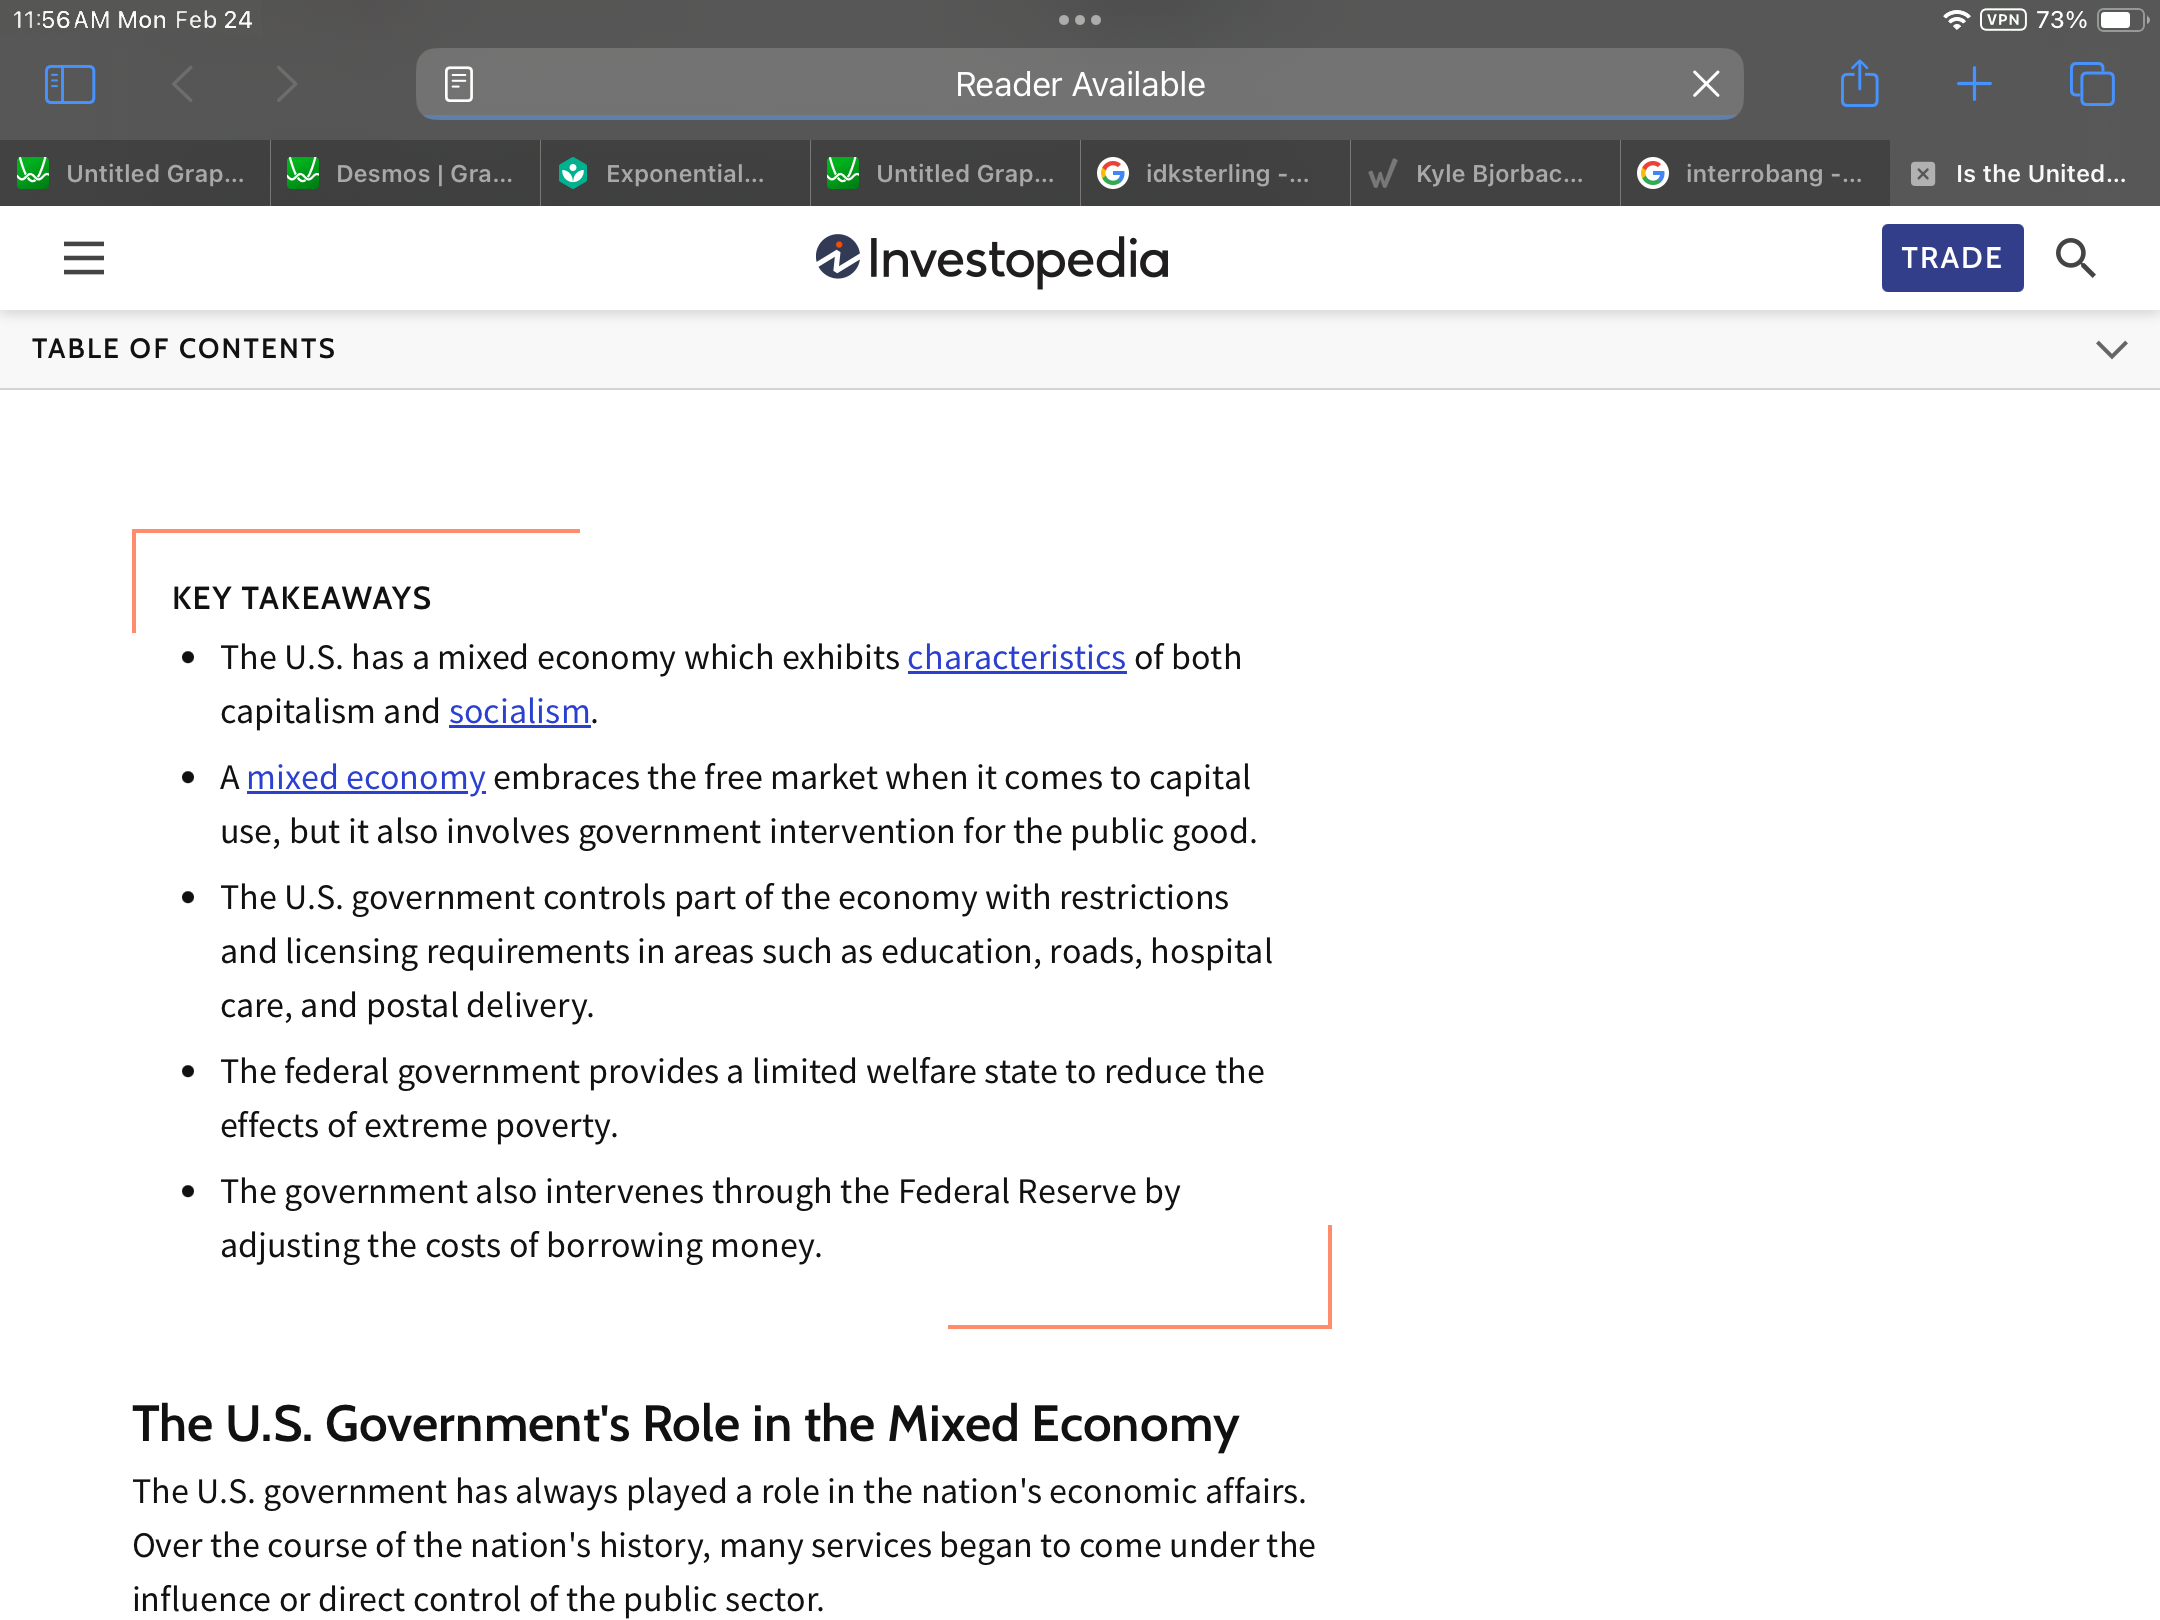 11:56 AM Mon Feb 24
VPN 73%
Reader Available
Untitled Grap...
Desmos | Gra...
Exponential...
Untitled Grap...
idksterling -...
Kyle Bjorbac...
interrobang -...
Is the United...
Investopedia
TRADE
TABLE OF CONTENTS
KEY TAKEAWAYS
• The U.S. has a mixed economy which exhibits characteristics of both
capitalism and socialism.
• A mixed economy embraces the free market when it comes to capital
use, but it also involves government intervention for the public good.
• The U.S. government controls part of the economy with restrictions
and licensing requirements in areas such as education, roads, hospital
care, and postal delivery.
• The federal government provides a limited welfare state to reduce the
effects of extreme poverty.
• The government also intervenes through the Federal Reserve by
adjusting the costs of borrowing money.
The U.S. Government's Role in the Mixed Economy
The U.S. government has always played a role in the nation's economic affairs.
Over the course of the nation's history, many services began to come under the
influence or direct control of the public sector.